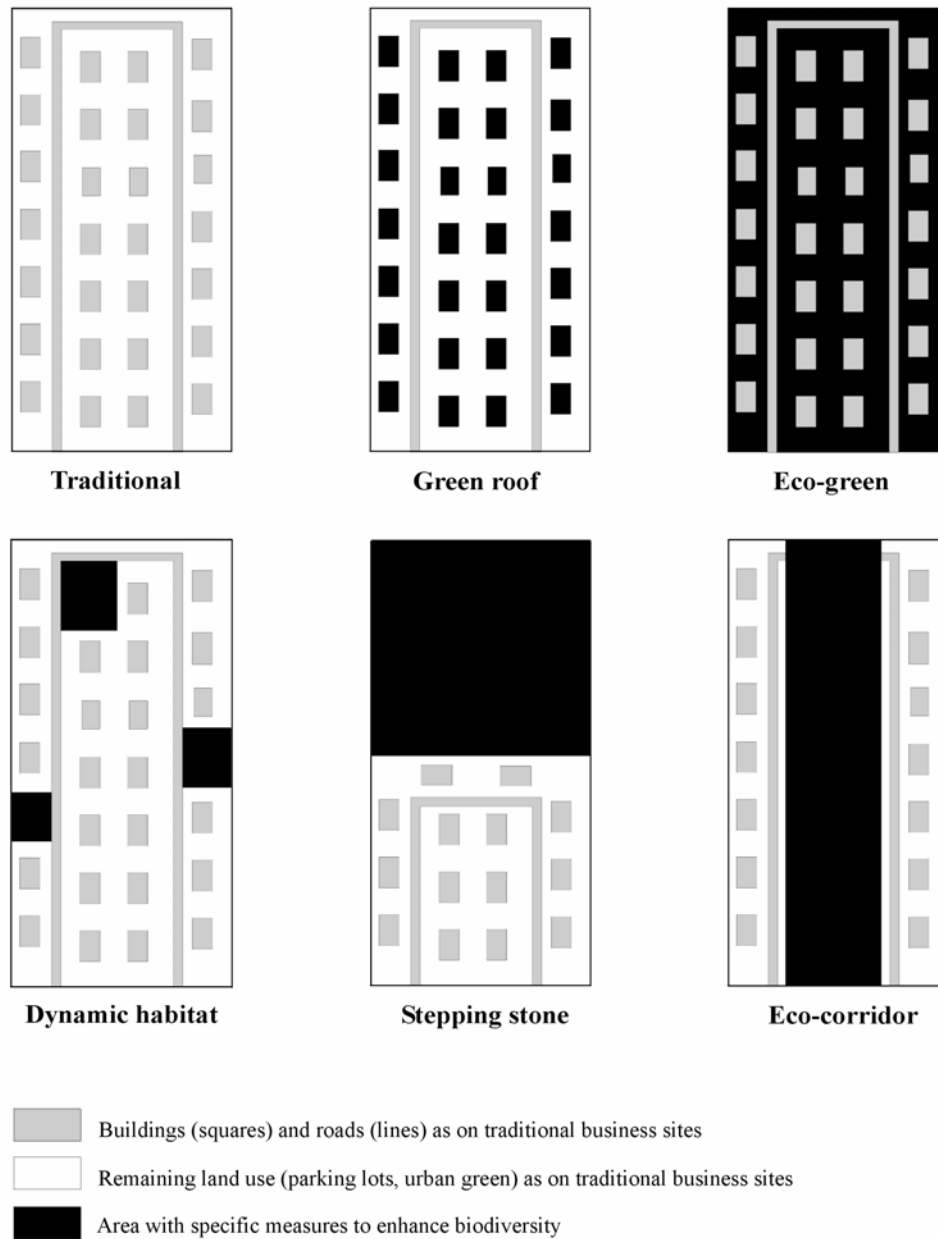 Traditional
Green roof
Eco-green
Dynamic habitat
Stepping stone
Eco-corridor
Buildings (squares) and roads (lines) as on traditional business sites
Remaining land use (parking lots, urban green) as on traditional business sites
Area with specific measures to enhance biodiversity